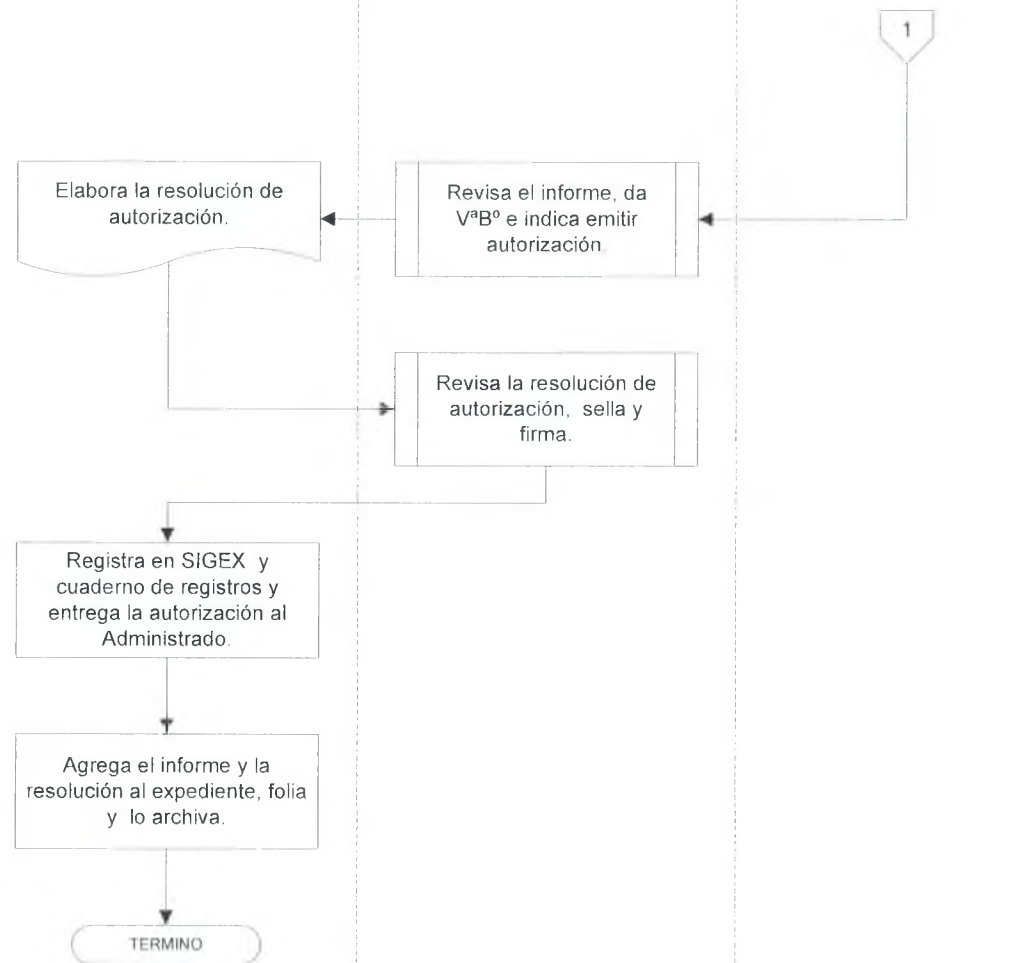 1
Revisa el informe, da
VªBº e indica emitir
autorización.
Elabora la resolución de
autorización.
Revisa la resolución de
autorización, sella y
firma.
Registra en SIGEX y
cuaderno de registros y
entrega la autorización al
Administrado.
Agrega el informe y la
resolución al expediente, folia
y lo archiva.
TERMINO